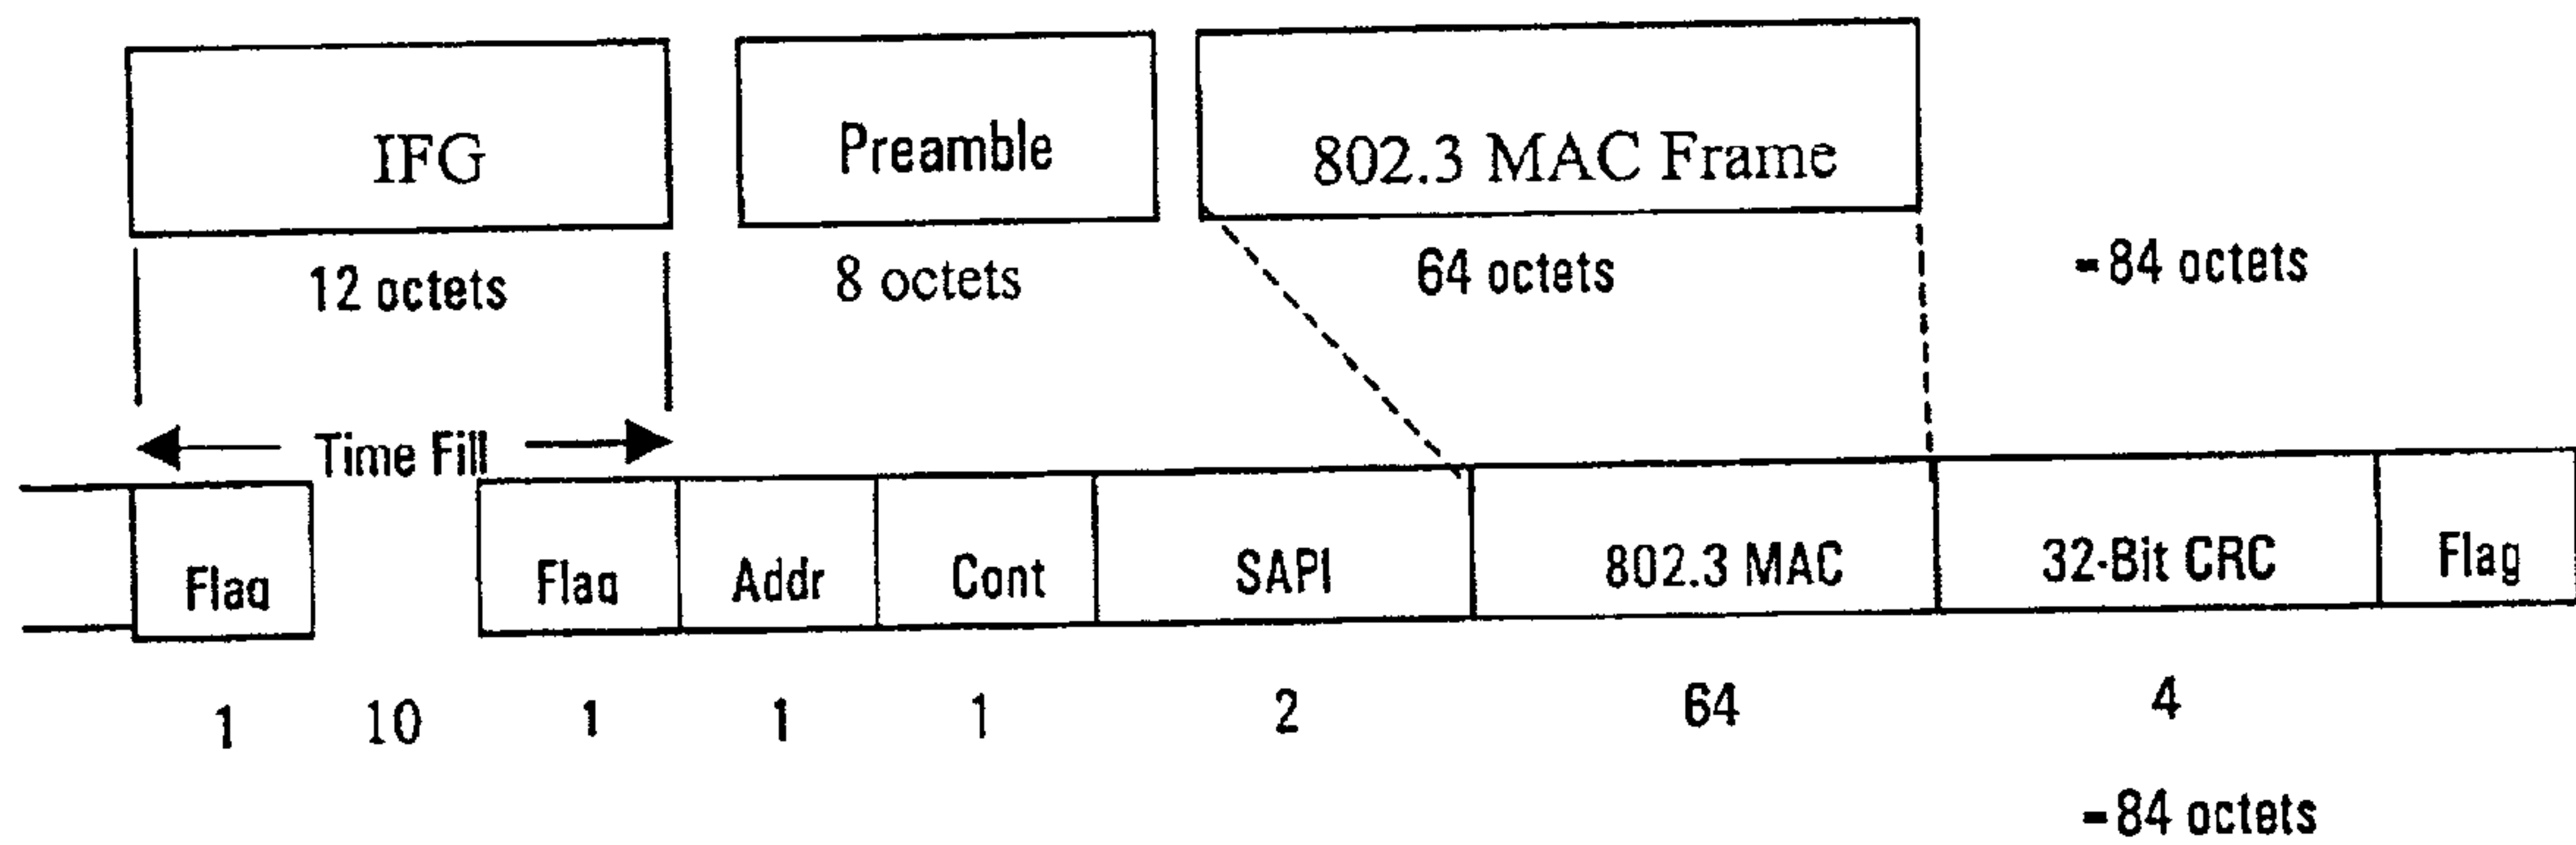 IFG Preamble 802.3 MAC Frame
12 octets 8 octets 64 octets =84 octets
Time Fill
Flag Flag Addr Cont SAPI 802.3 MAC 32-Bit CRC Flag
1 10 1 1 1 2 64 4
=84 octets